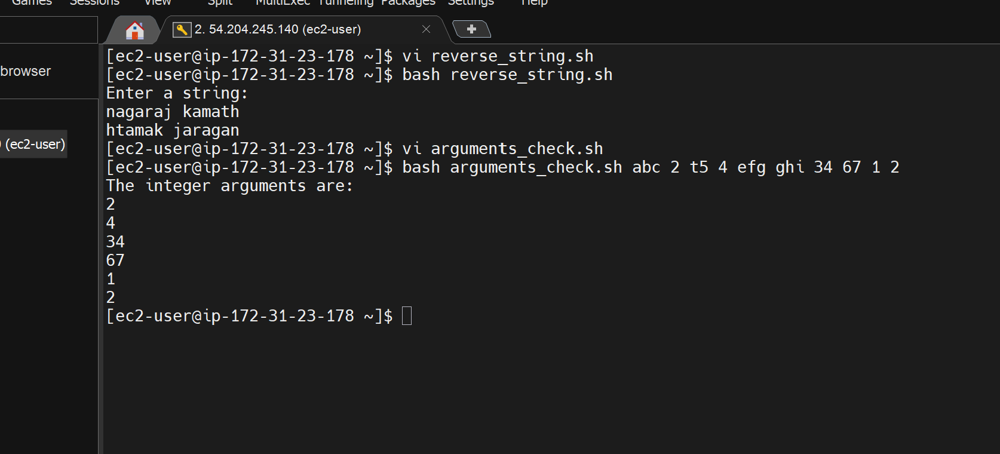 Games Sessions View Split MultiExec Tunneling Packages Settings Help
2. 54.204.245.140 (ec2-user)
browser
(ec2-user)
[ec2-user@ip-172-31-23-178 ~]$ vi reverse_string.sh
[ec2-user@ip-172-31-23-178 ~]$ bash reverse_string.sh
Enter a string:
nagaraj kamath
htamak jaragan
[ec2-user@ip-172-31-23-178 ~]$ vi arguments_check.sh
[ec2-user@ip-172-31-23-178 ~]$ bash arguments_check.sh abc 2 t5 4 efg ghi 34 67 1 2
The integer arguments are:
2
4
34
67
1
2
[ec2-user@ip-172-31-23-178 ~]$